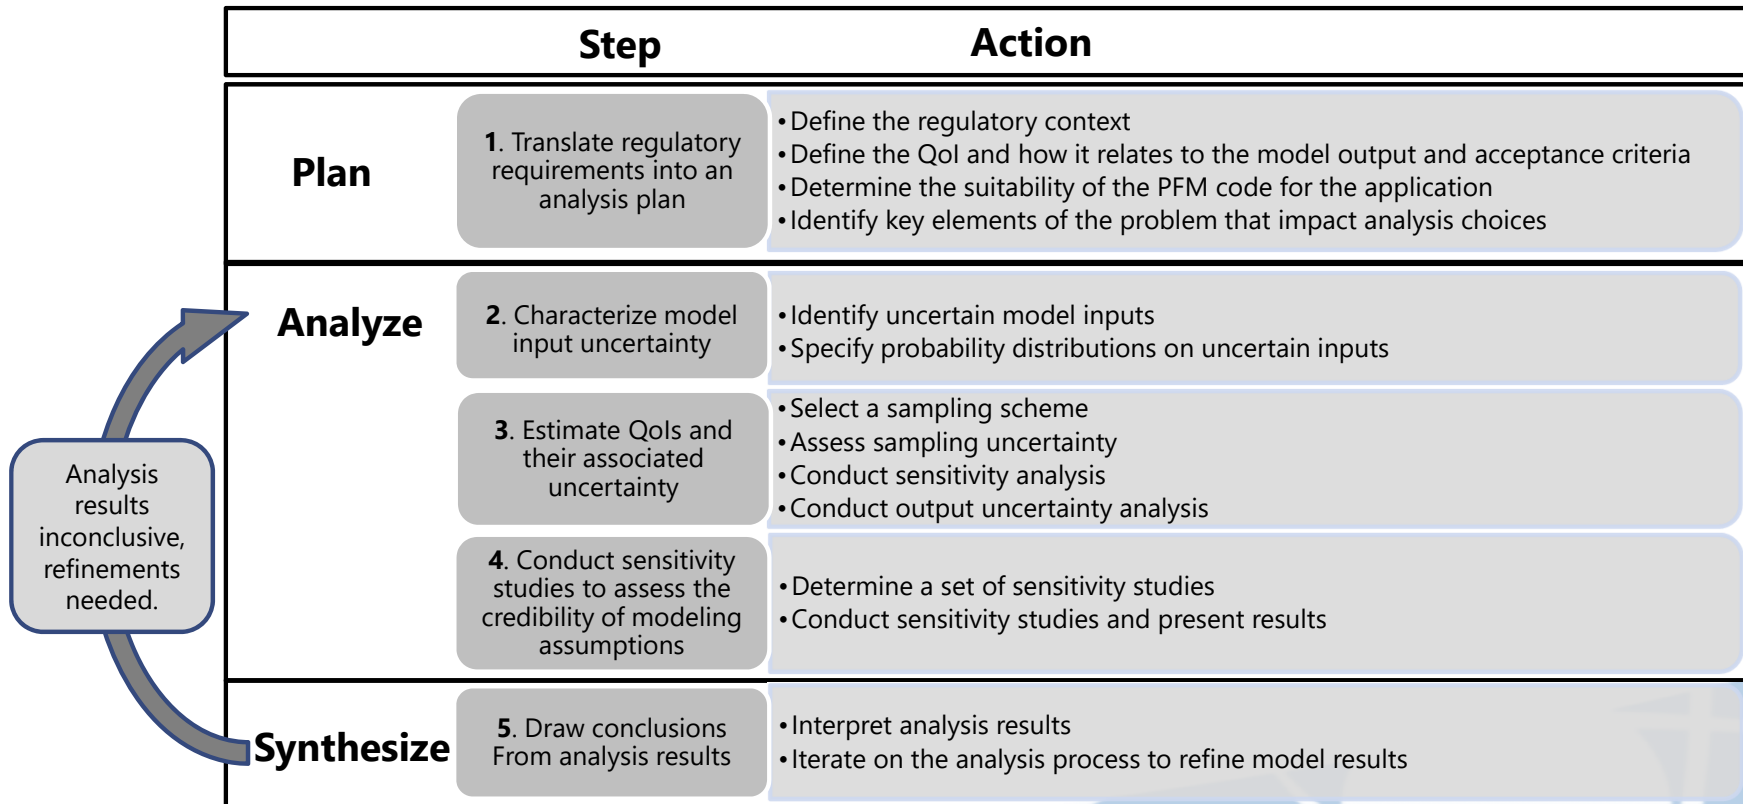 Step Action
Plan
1. Translate regulatory
requirements into an
analysis plan
•Define the regulatory context
•Define the QoI and how it relates to the model output and acceptance criteria
•Determine the suitability of the PFM code for the application
•Identify key elements of the problem that impact analysis choices
Analyze
2. Characterize model
input uncertainty
•Identify uncertain model inputs
•Specify probability distributions on uncertain inputs
3. Estimate QoIs and
their associated
uncertainty
•Select a sampling scheme
•Assess sampling uncertainty
•Conduct sensitivity analysis
•Conduct output uncertainty analysis
4. Conduct sensitivity
studies to assess the
credibility of modeling
assumptions
•Determine a set of sensitivity studies
•Conduct sensitivity studies and present results
Synthesize
5. Draw conclusions
From analysis results
•Interpret analysis results
•Iterate on the analysis process to refine model results
Analysis
results
inconclusive,
refinements
needed.